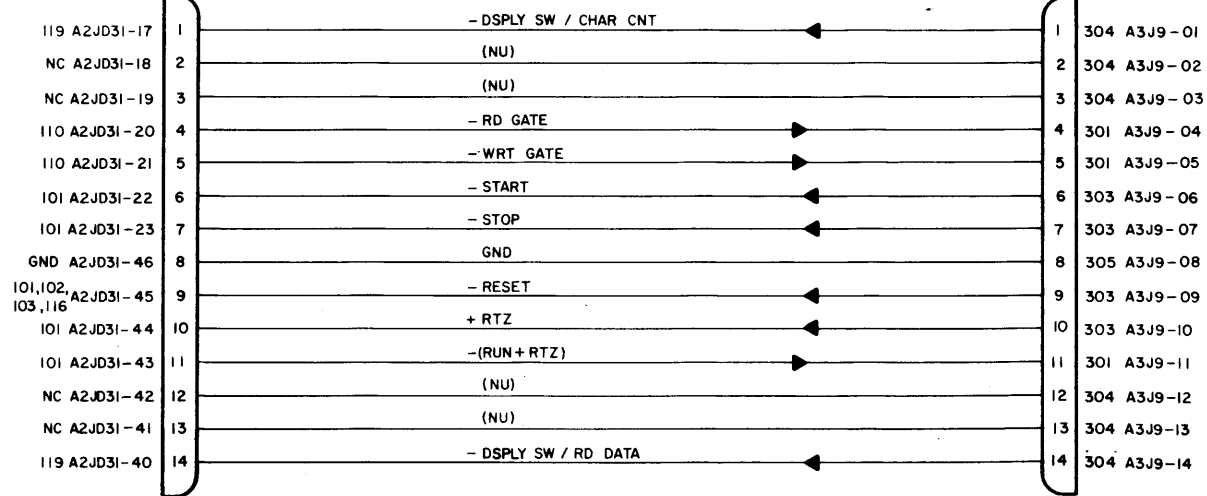 119 A2JD31-17 1 -DSPLY SW / CHAR CNT 1 304 A3J9-01
NC A2JD31-18 2 (NU) 2 304 A3J9-02
NC A2JD31-19 3 (NU) 3 304 A3J9-03
110 A2JD31-20 4 -RD GATE 4 301 A3J9-04
110 A2JD31-21 5 -WRT GATE 5 301 A3J9-05
101 A2JD31-22 6 -START 6 303 A3J9-06
101 A2JD31-23 7 -STOP 7 303 A3J9-07
GND A2JD31-46 8 GND 8 305 A3J9-08
101,102,103,116 A2JD31-45 9 -RESET 9 303 A3J9-09
101 A2JD31-44 10 +RTZ 10 303 A3J9-10
101 A2JD31-43 11 -(RUN+RTZ) 11 301 A3J9-11
NC A2JD31-42 12 (NU) 12 304 A3J9-12
NC A2JD31-41 13 (NU) 13 304 A3J9-13
119 A2JD31-40 14 -DSPLY SW / RD DATA 14 304 A3J9-14